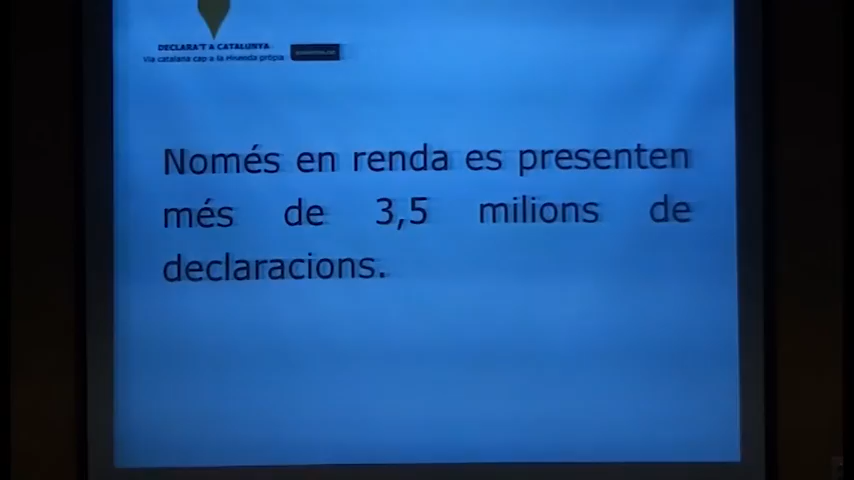 DECLARA'T A CATALUNYA
Via catalana cap a la Hisenda pròpia
Només en renda es presenten
més de 3,5 milions de
declaracions.